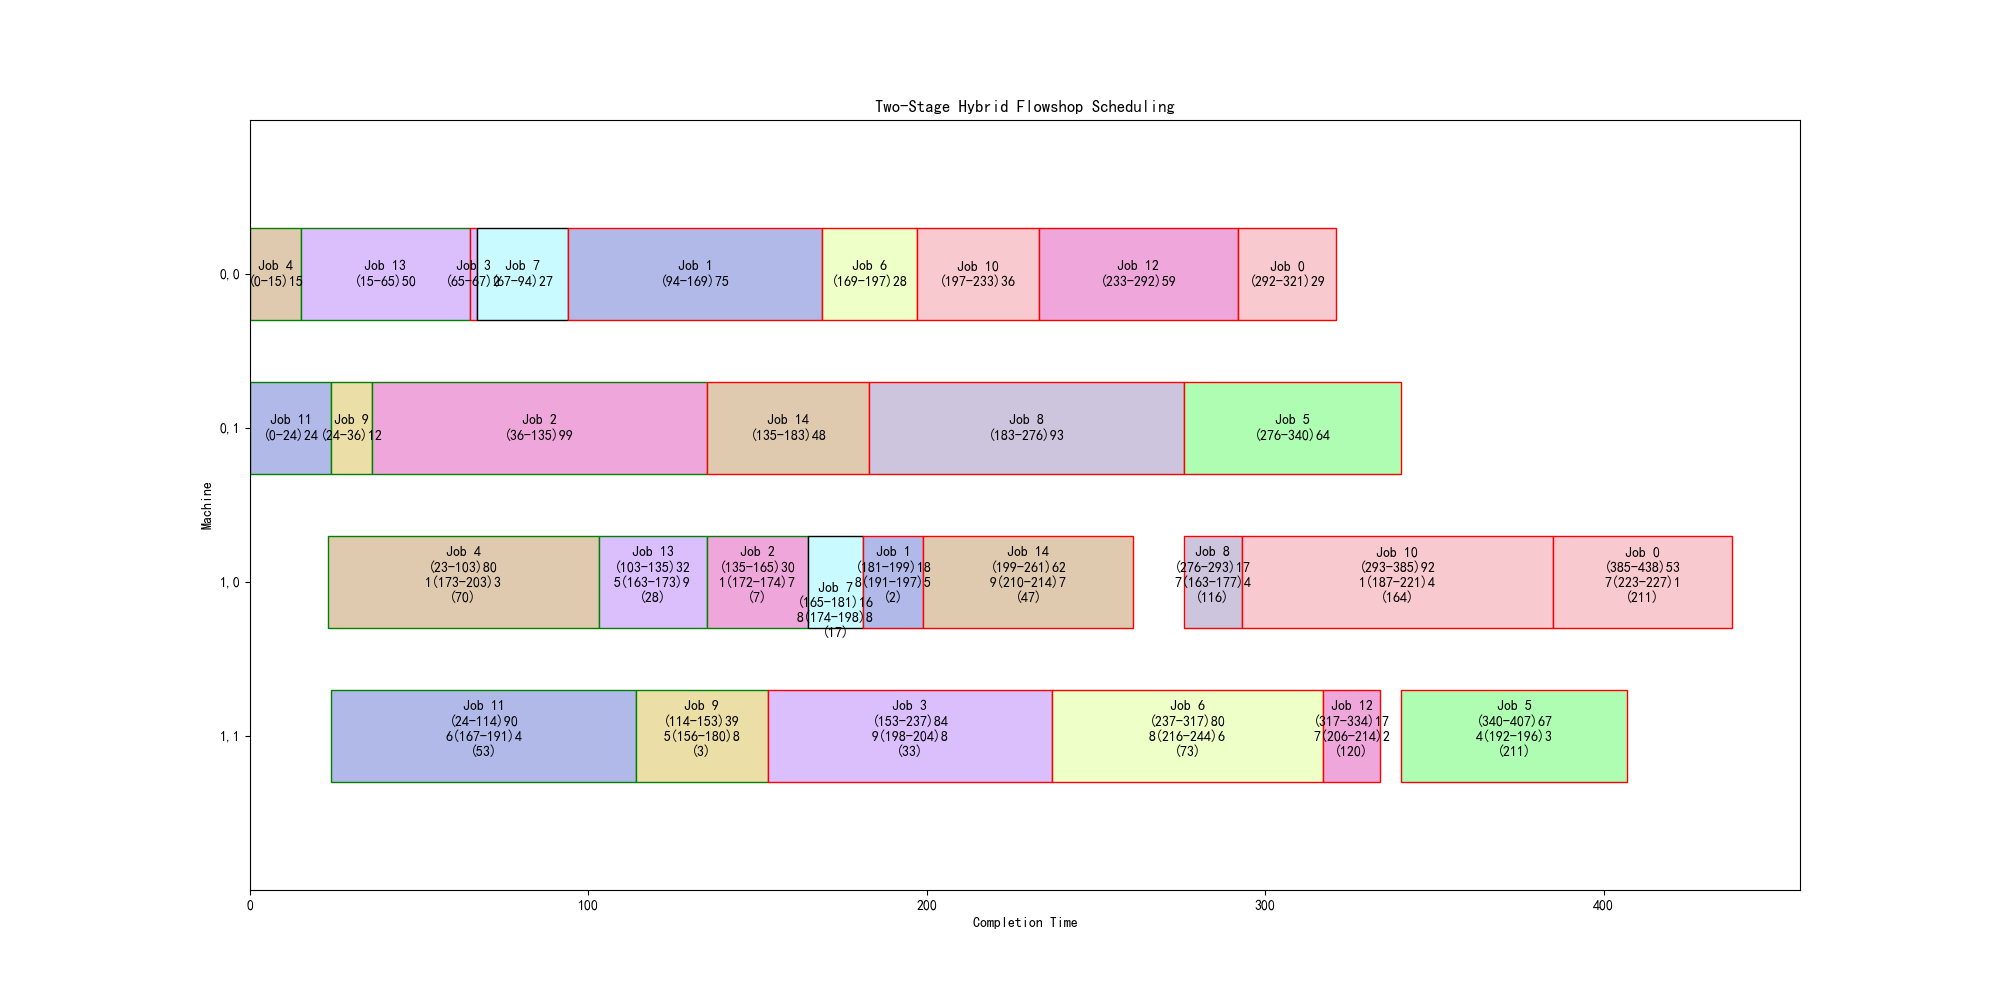 Two-Stage Hybrid Flowshop Scheduling
0,0
Job 4
(0-15)15
Job 13
(15-65)50
Job 3
(65-67)2
Job 7
(67-94)27
Job 1
(94-169)75
Job 6
(169-197)28
Job 10
(197-233)36
Job 12
(233-292)59
Job 0
(292-321)29
0,1
Job 11
(0-24)24
Job 9
(24-36)12
Job 2
(36-135)99
Job 14
(135-183)48
Job 8
(183-276)93
Job 5
(276-340)64
Machine
1,0
Job 4
(23-103)80
1(173-203)3
(70)
Job 13
(103-135)32
5(163-173)9
(28)
Job 2
(135-165)30
1(172-174)7
(7)
Job 7
(165-181)16
8(174-198)8
(17)
Job 1
(181-199)18
8(191-197)5
(2)
Job 14
(199-261)62
9(210-214)7
(47)
Job 8
(276-293)17
7(163-177)4
(116)
Job 10
(293-385)92
1(187-221)4
(164)
Job 0
(385-438)53
7(223-227)1
(211)
1,1
Job 11
(24-114)90
6(167-191)4
(53)
Job 9
(114-153)39
5(156-180)8
(3)
Job 3
(153-237)84
9(198-204)8
(33)
Job 6
(237-317)80
8(216-244)6
(73)
Job 12
(317-334)17
7(206-214)2
(120)
Job 5
(340-407)67
4(192-196)3
(211)
0
100
200
300
400
Completion Time